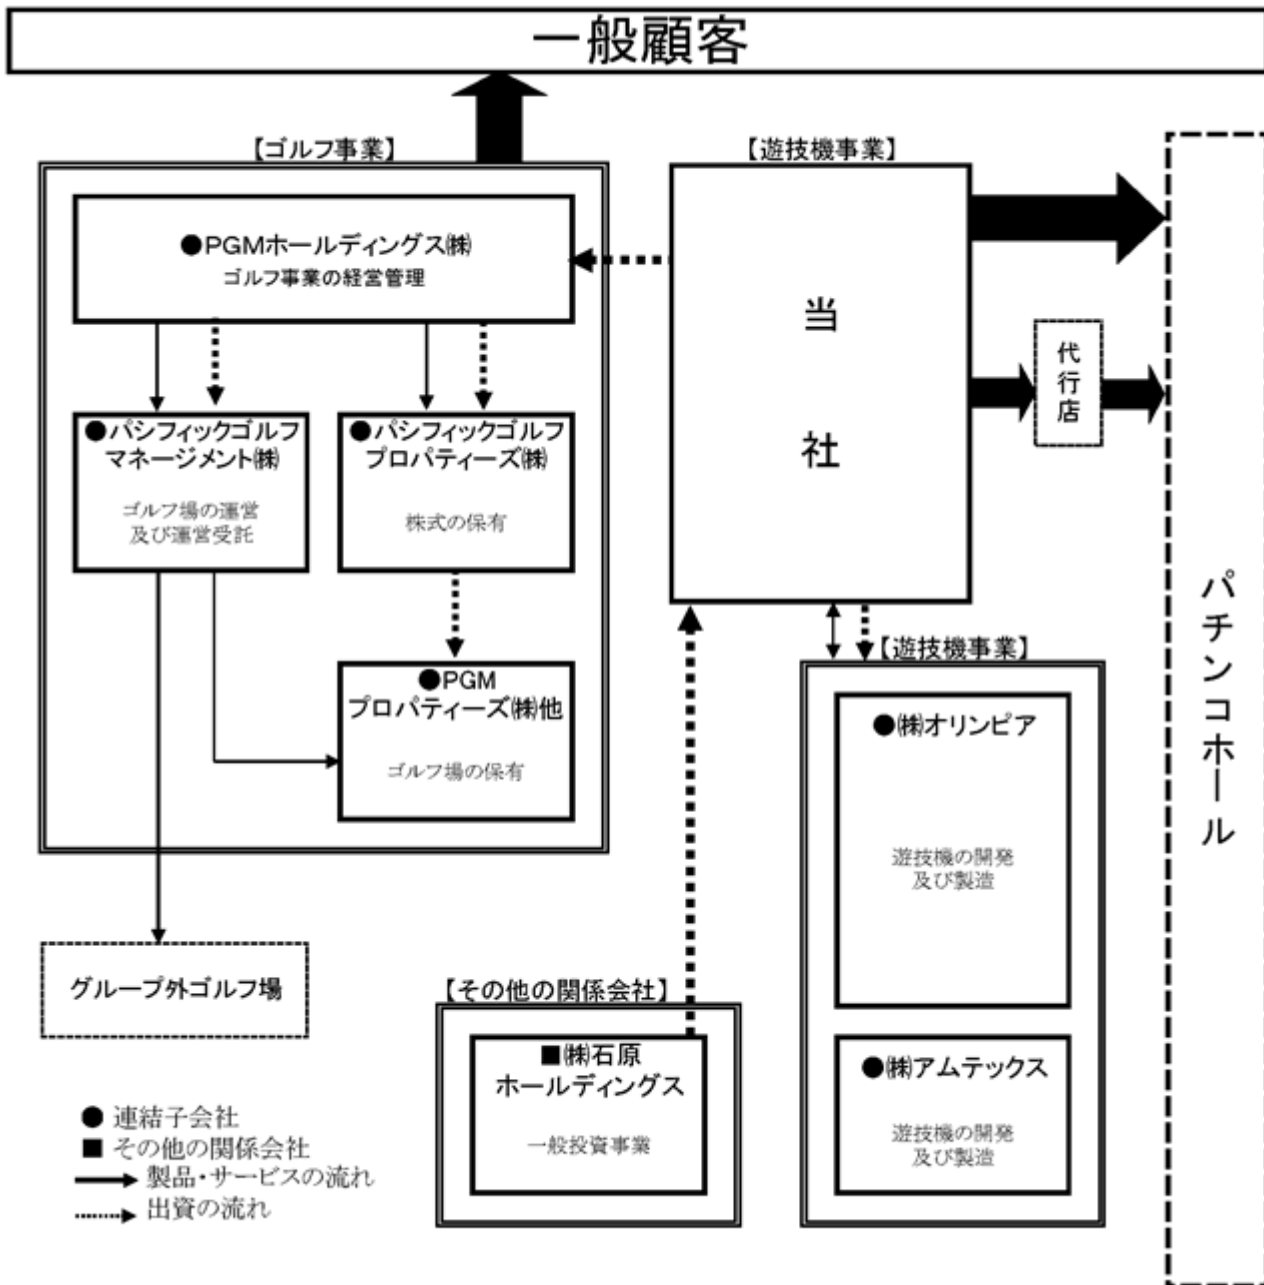 一般顧客
【ゴルフ事業】
●PGMホールディングス㈱
ゴルフ事業の経営管理
●パシフィックゴルフ
マネージメント㈱
ゴルフ場の運営
及び運営受託
●パシフィックゴルフ
プロパティーズ㈱
株式の保有
●PGM
プロパティーズ㈱他
ゴルフ場の保有
グループ外ゴルフ場
【遊技機事業】
当社
代行店
パチンコホール
【遊技機事業】
●㈱オリンピア
遊技機の開発
及び製造
●㈱アムテックス
遊技機の開発
及び製造
【その他の関係会社】
■㈱石原
ホールディングス
一般投資事業
● 連結子会社
■ その他の関係会社
製品・サービスの流れ
出資の流れ